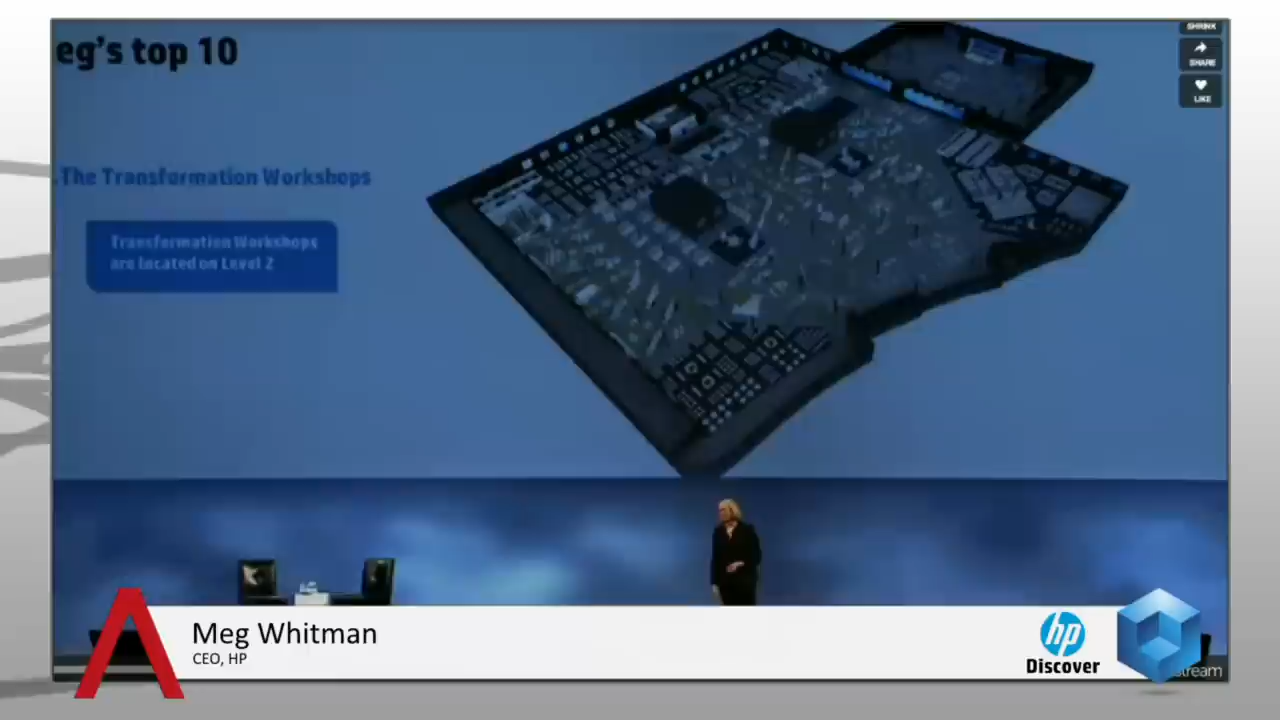 eg's top 10
SHRINK
SHARE
LIKE
.The Transformation Workshops
Transformation Workshops
are located on Level 2
Meg Whitman
CEO, HP
hp
Discover
stream